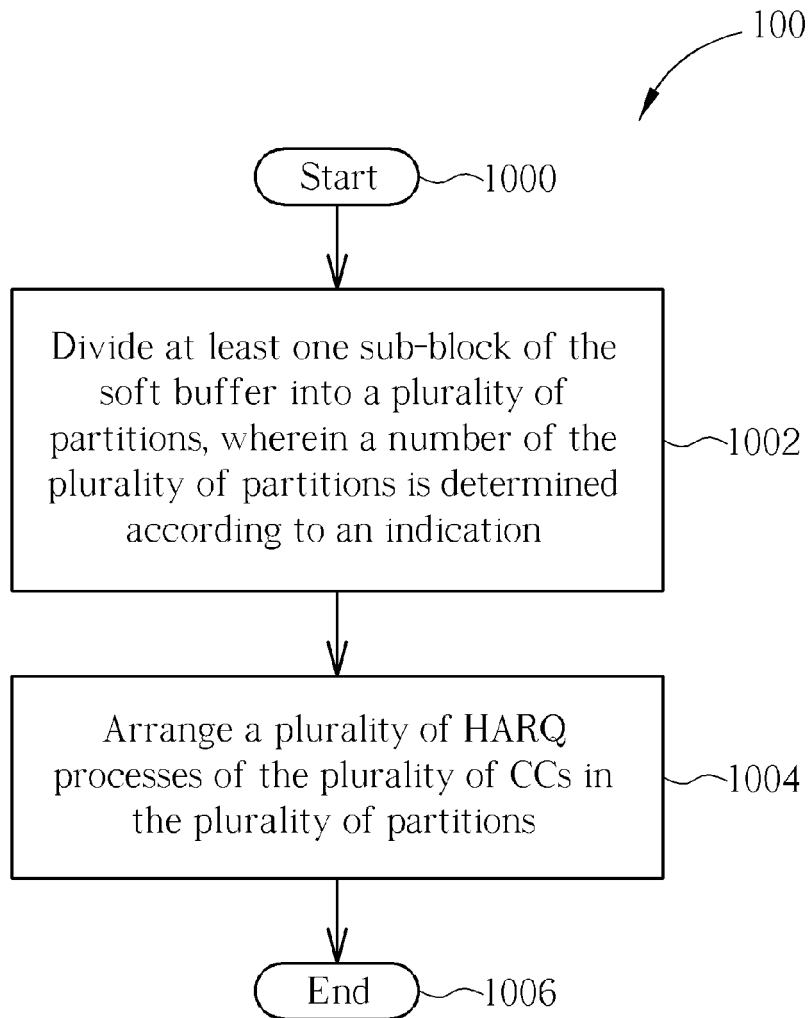 100
Start
1000
Divide at least one sub-block of the
soft buffer into a plurality of
partitions, wherein a number of the
plurality of partitions is determined
according to an indication
1002
Arrange a plurality of HARQ
processes of the plurality of CCs in
the plurality of partitions
1004
End
1006